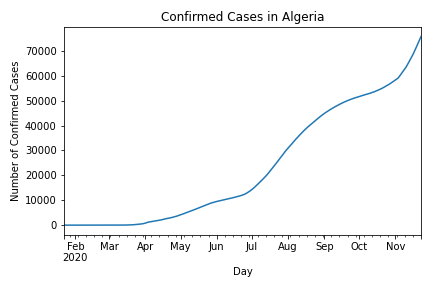 Confirmed Cases in Algeria
70000
60000
50000
40000
30000
20000
10000
0
Number of Confirmed Cases
Feb Mar Apr May Jun Jul Aug Sep Oct Nov
2020
Day